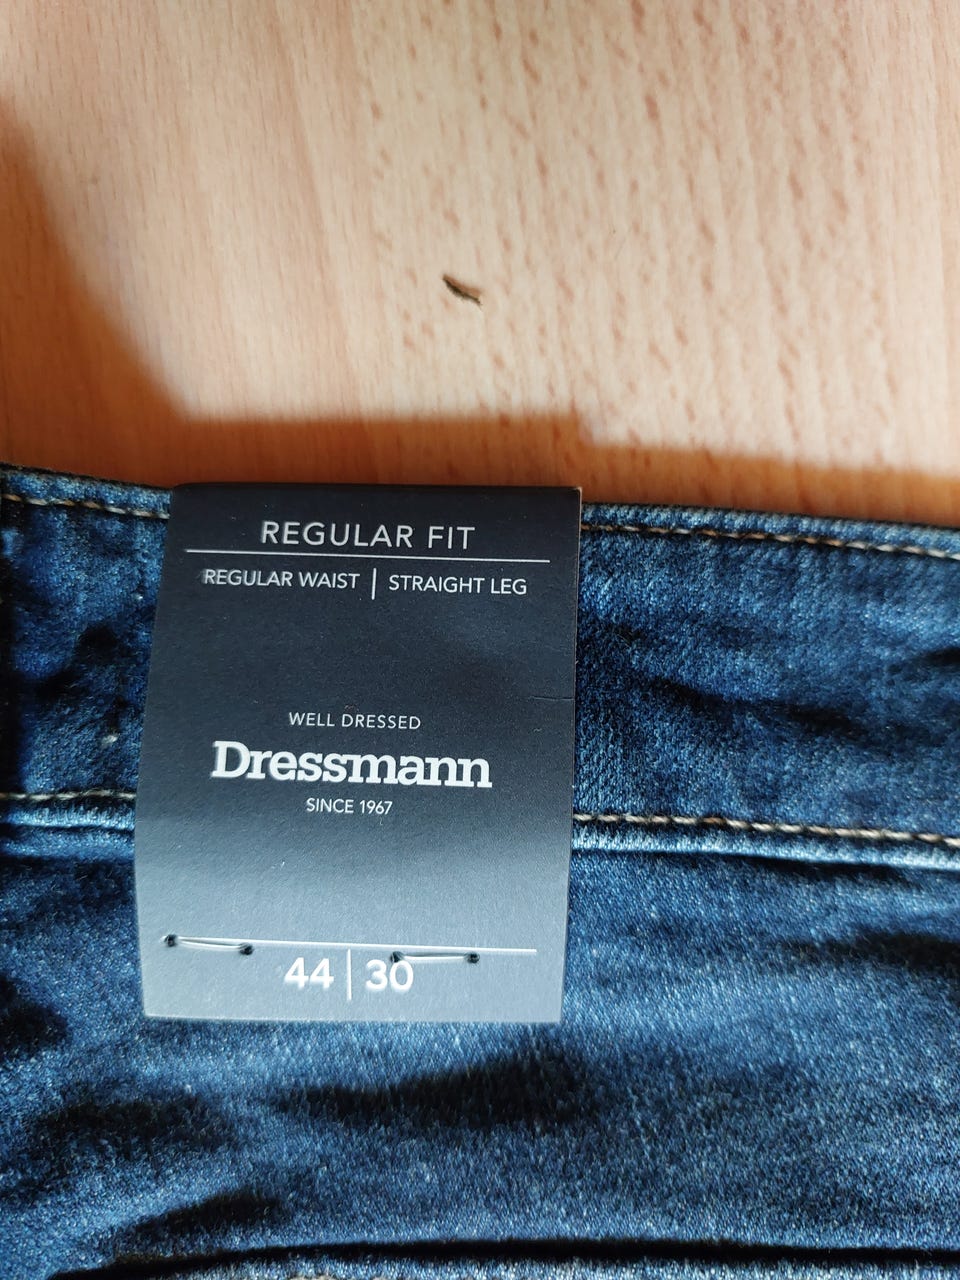 REGULAR FIT
REGULAR WAIST | STRAIGHT LEG
WELL DRESSED
Dressmann
SINCE 1967
44 | 30